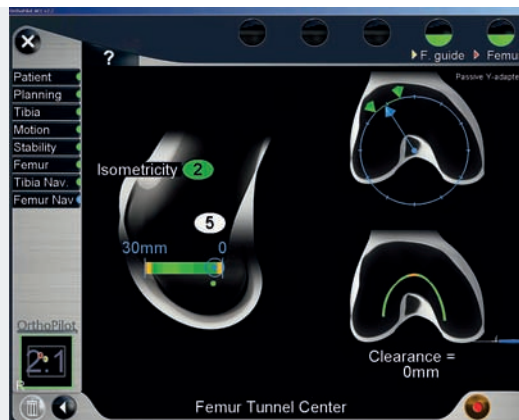 ?
F. guide
Femur
Passive Y-adapte
Patient
Planning
Tibia
Motion
Stability
Femur
Tibia Nav.
Femur Nav
Isometricity 2
5
30mm 0
OrthoPilot
2.1
R
Clearance =
0mm
Femur Tunnel Center